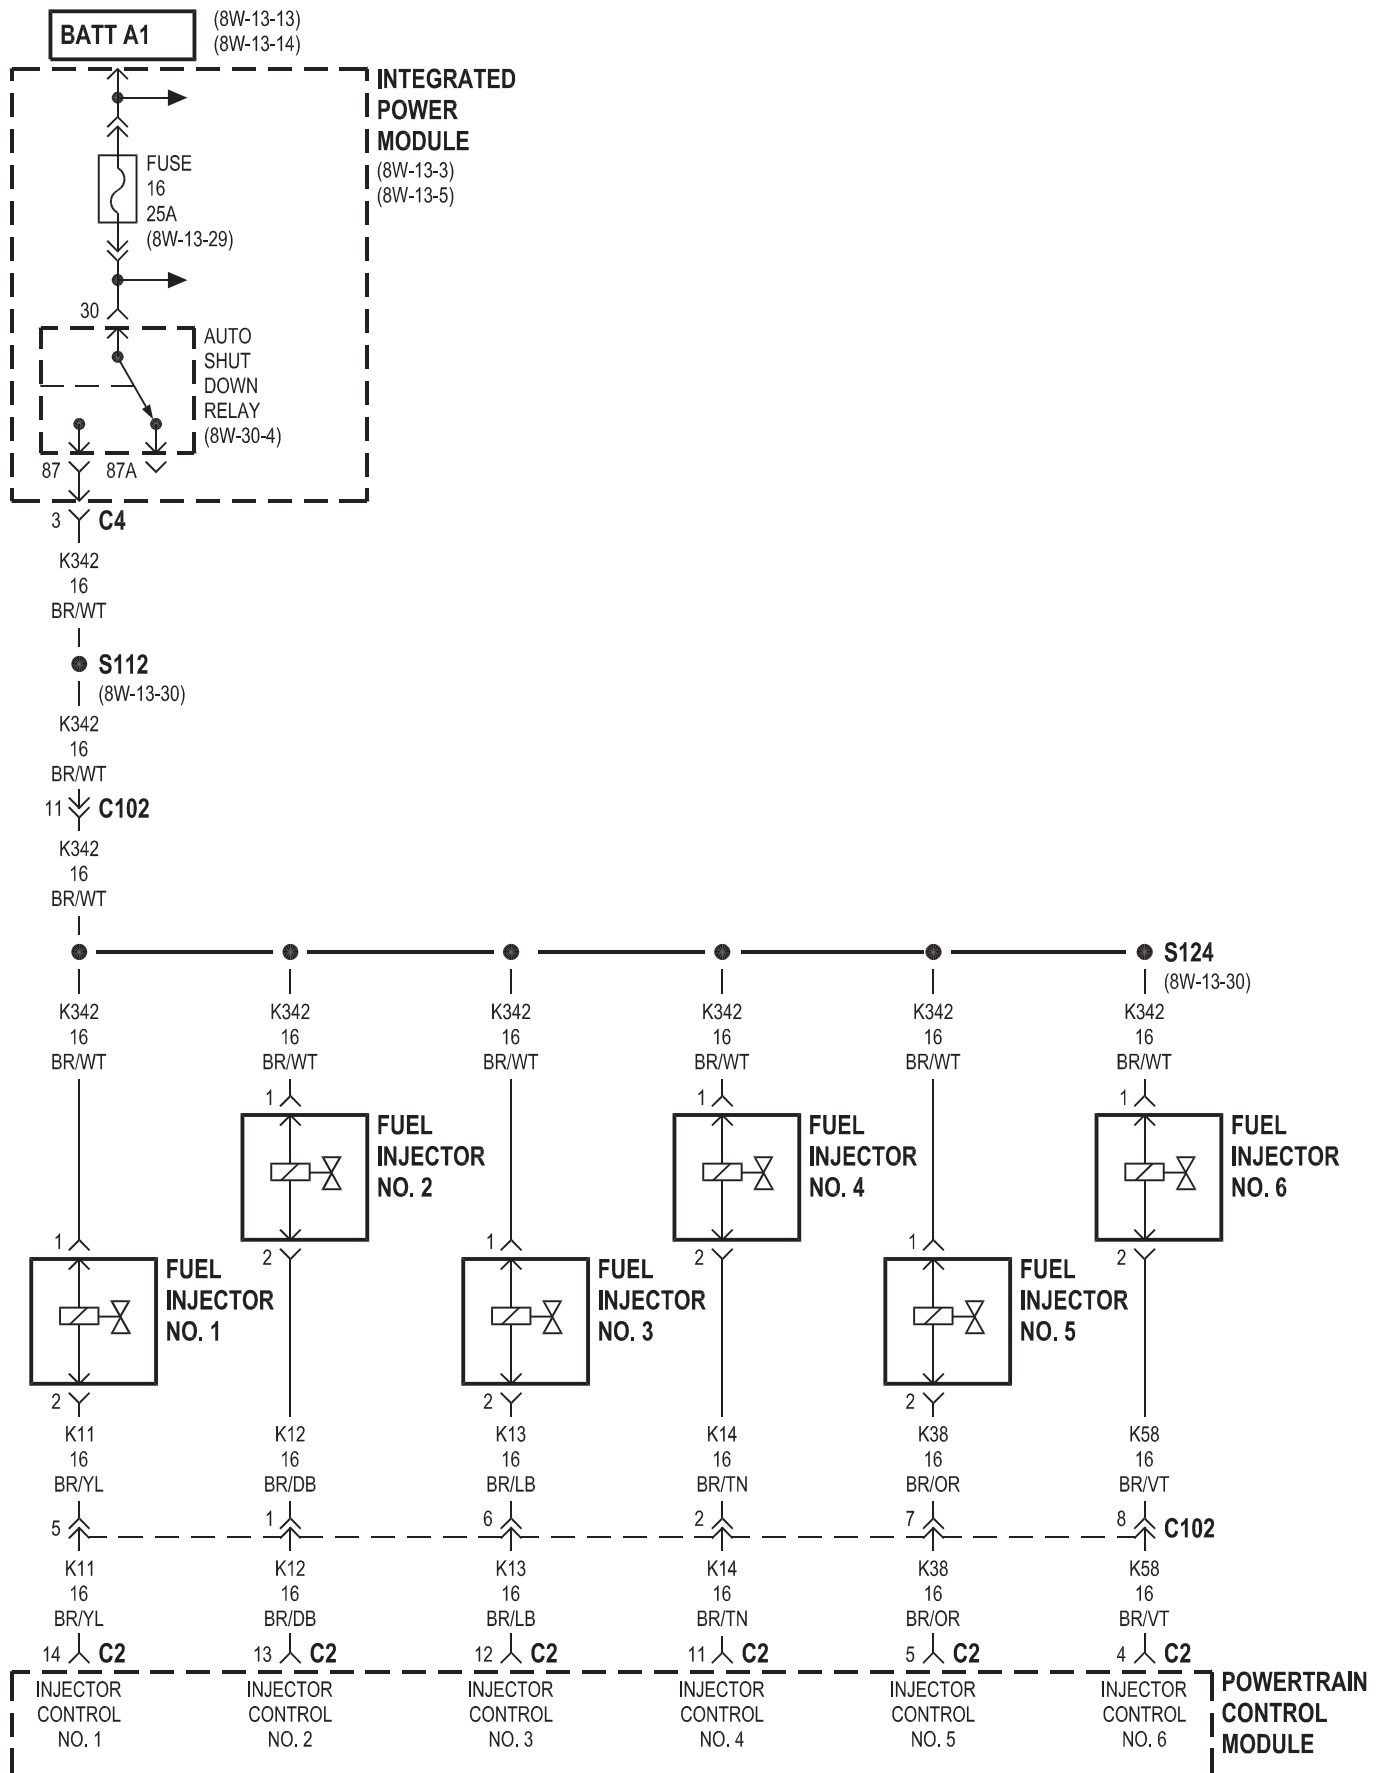 BATT A1
(8W-13-13)
(8W-13-14)
INTEGRATED
POWER
MODULE
(8W-13-3)
(8W-13-5)
FUSE
16
25A
(8W-13-29)
30
AUTO
SHUT
DOWN
RELAY
(8W-30-4)
87 87A
3 C4
K342
16
BR/WT
S112
(8W-13-30)
K342
16
BR/WT
11 C102
K342
16
BR/WT
S124
(8W-13-30)
K342 K342 K342 K342 K342 K342
16 16 16 16 16 16
BR/WT BR/WT BR/WT BR/WT BR/WT BR/WT
1 1 1
FUEL
INJECTOR
NO. 2
FUEL
INJECTOR
NO. 4
FUEL
INJECTOR
NO. 6
2 2 2
1 1 1
FUEL
INJECTOR
NO. 1
FUEL
INJECTOR
NO. 3
FUEL
INJECTOR
NO. 5
2 2 2
K11 K12 K13 K14 K38 K58
16 16 16 16 16 16
BR/YL BR/DB BR/LB BR/TN BR/OR BR/VT
5 1 6 2 7 8 C102
K11 K12 K13 K14 K38 K58
16 16 16 16 16 16
BR/YL BR/DB BR/LB BR/TN BR/OR BR/VT
14 C2 13 C2 12 C2 11 C2 5 C2 4 C2
INJECTOR INJECTOR INJECTOR INJECTOR INJECTOR INJECTOR
CONTROL CONTROL CONTROL CONTROL CONTROL CONTROL
NO. 1 NO. 2 NO. 3 NO. 4 NO. 5 NO. 6
POWERTRAIN
CONTROL
MODULE